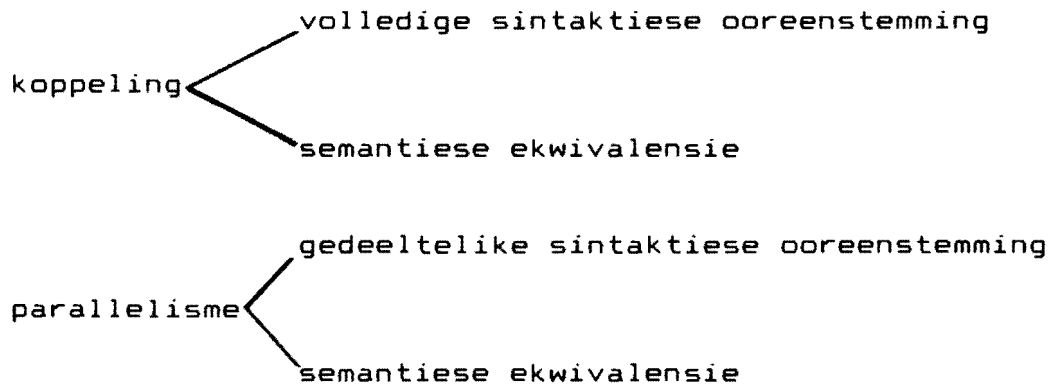 volledige sintaktiese ooreenstemming
koppeling
semantiese ekwivalensie
gedeeltelike sintaktiese ooreenstemming
parallelisme
semantiese ekwivalensie